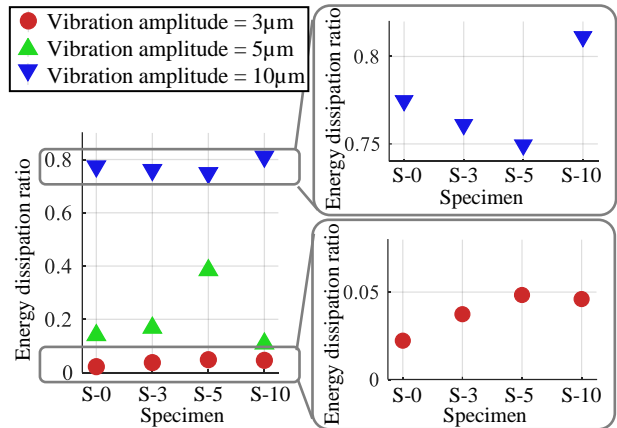 Vibration amplitude = 3μm
Vibration amplitude = 5μm
Vibration amplitude = 10μm
Energy dissipation ratio
0.8
0.6
0.4
0.2
0
S-0 S-3 S-5 S-10
Specimen
Energy dissipation ratio
0.8
0.75
S-0 S-3 S-5 S-10
Specimen
Energy dissipation ratio
0.05
0
S-0 S-3 S-5 S-10
Specimen